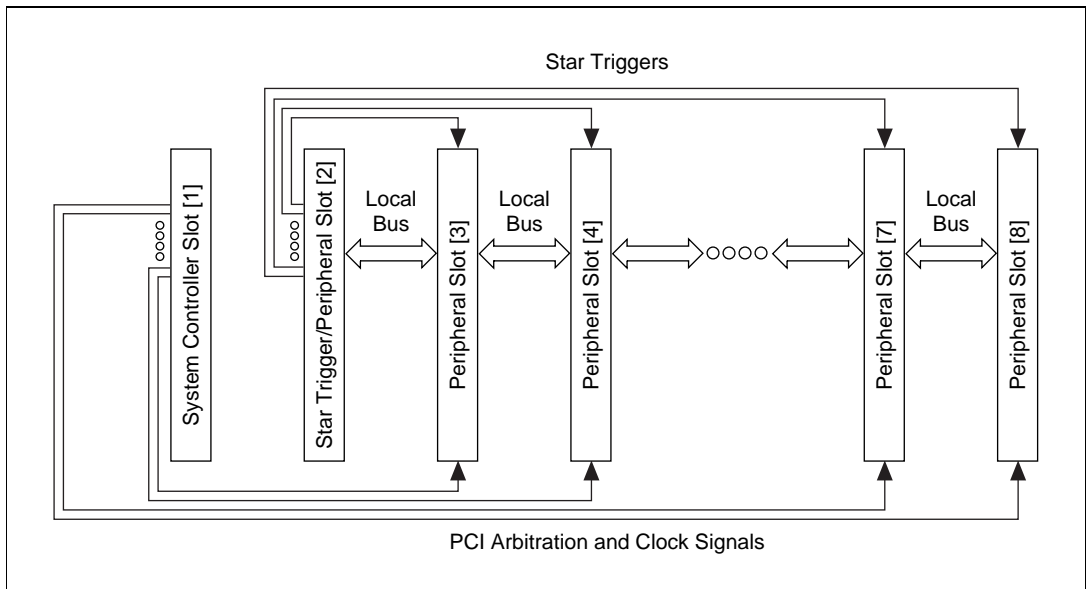 Star Triggers
System Controller Slot [1]
Star Trigger/Peripheral Slot [2]
Local
Bus
Peripheral Slot [3]
Local
Bus
Peripheral Slot [4]
Peripheral Slot [7]
Local
Bus
Peripheral Slot [8]
PCI Arbitration and Clock Signals